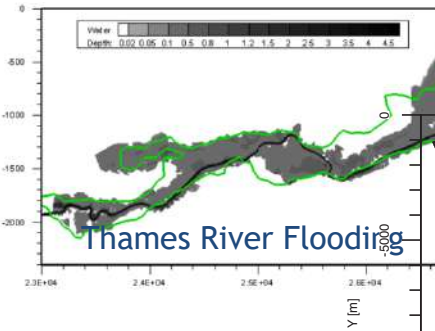 0
Water
Depth: 0.02 0.05 0.1 0.5 0.8 1 1.2 1.5 2 2.5 3 3.5 4 4.5
-500
-1000
0
-1500
-2000
Thames River Flooding
-5000
2.3E+04 2.4E+04 2.5E+04 2.6E+04
Y [m]